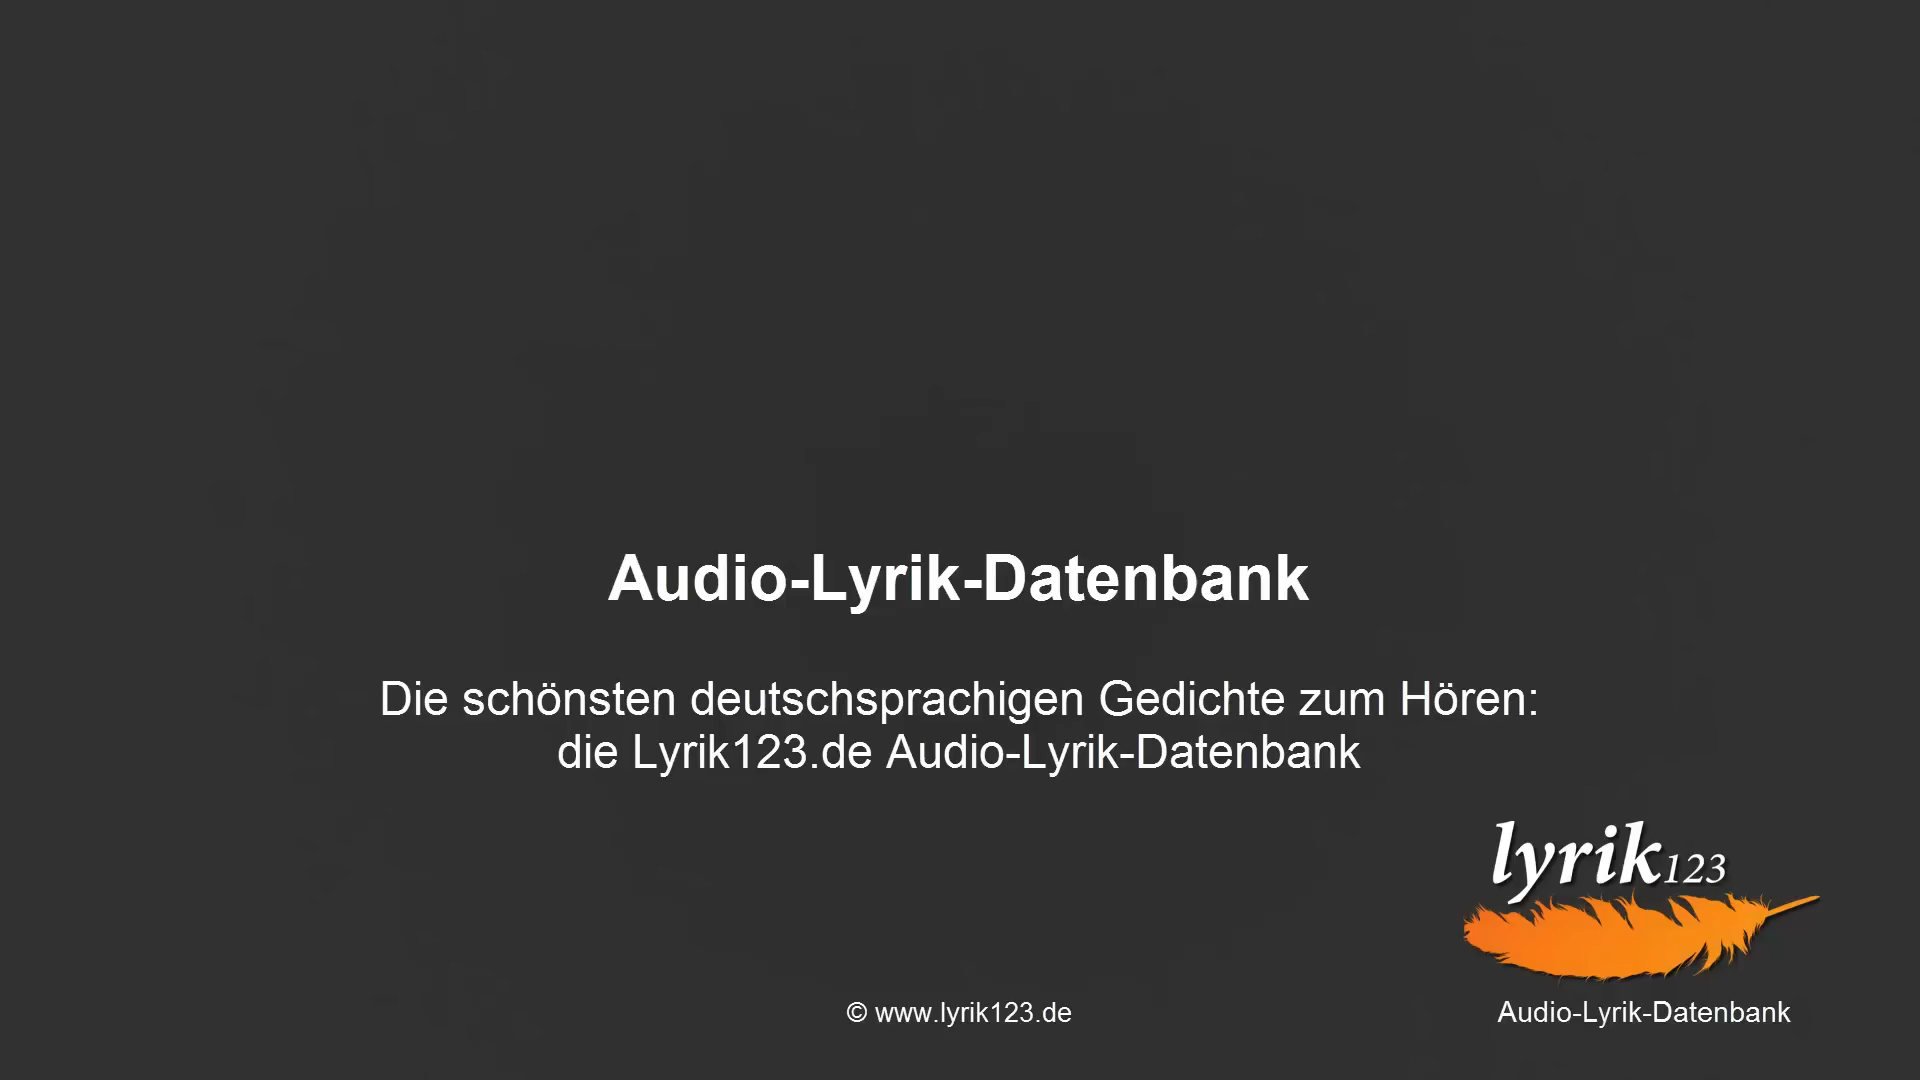 Audio-Lyrik-Datenbank
Die schönsten deutschsprachigen Gedichte zum Hören:
die Lyrik123.de Audio-Lyrik-Datenbank
lyrik123
© www.lyrik123.de
Audio-Lyrik-Datenbank